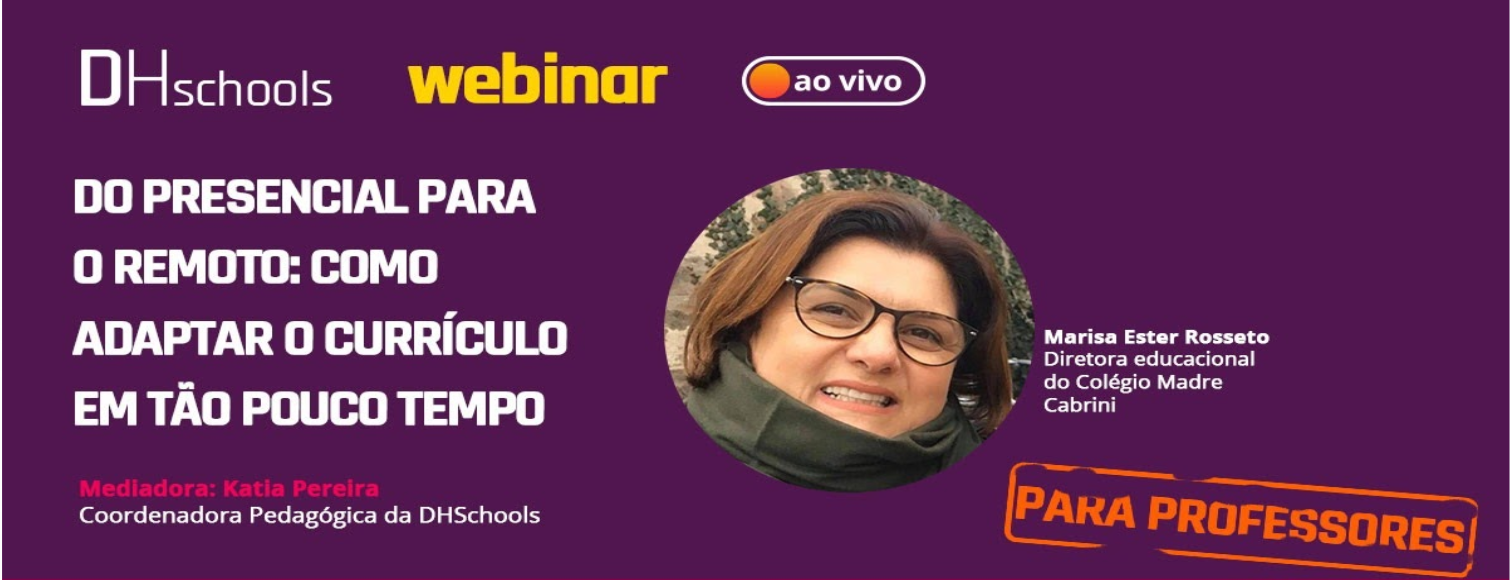 DHschools
webinar
ao vivo
DO PRESENCIAL PARA
O REMOTO: COMO
ADAPTAR O CURRÍCULO
EM TÃO POUCO TEMPO
Mediadora: Katia Pereira
Coordenadora Pedagógica da DHSchools
Marisa Ester Rosseto
Diretora educacional
do Colégio Madre
Cabrini
PARA PROFESSORES